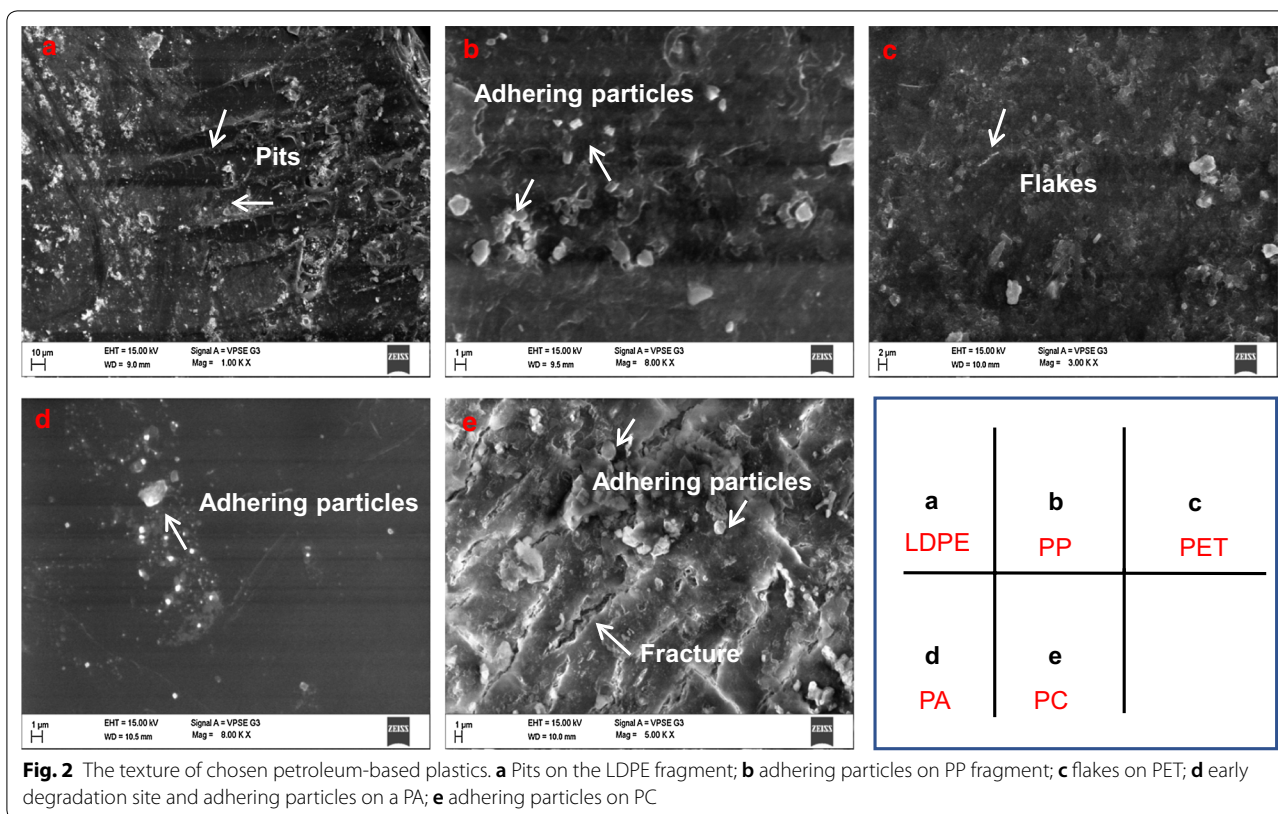 a
Pits
10 µm
EHT = 15.00 kV Signal A = VPSE G3
WD = 9.0 mm Mag = 1.00 K X
ZEISS
b
Adhering particles
1 µm
EHT = 15.00 kV Signal A = VPSE G3
WD = 9.5 mm Mag = 8.00 K X
ZEISS
c
Flakes
2 µm
EHT = 15.00 kV Signal A = VPSE G3
WD = 10.0 mm Mag = 3.00 K X
ZEISS
d
Adhering particles
1 µm
EHT = 15.00 kV Signal A = VPSE G3
WD = 10.5 mm Mag = 8.00 K X
ZEISS
e
Adhering particles
Fracture
1 µm
EHT = 15.00 kV Signal A = VPSE G3
WD = 10.0 mm Mag = 5.00 K X
ZEISS
a b c
LDPE PP PET
d e
PA PC
Fig. 2 The texture of chosen petroleum-based plastics. a Pits on the LDPE fragment; b adhering particles on PP fragment; c flakes on PET; d early
degradation site and adhering particles on a PA; e adhering particles on PC